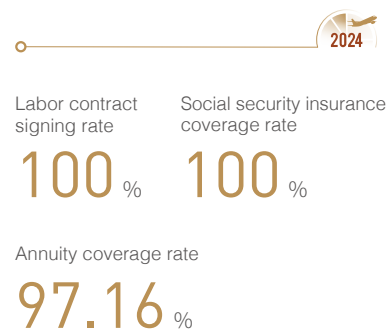 2024
Labor contract
signing rate
100 %
Social security insurance
coverage rate
100 %
Annuity coverage rate
97.16 %